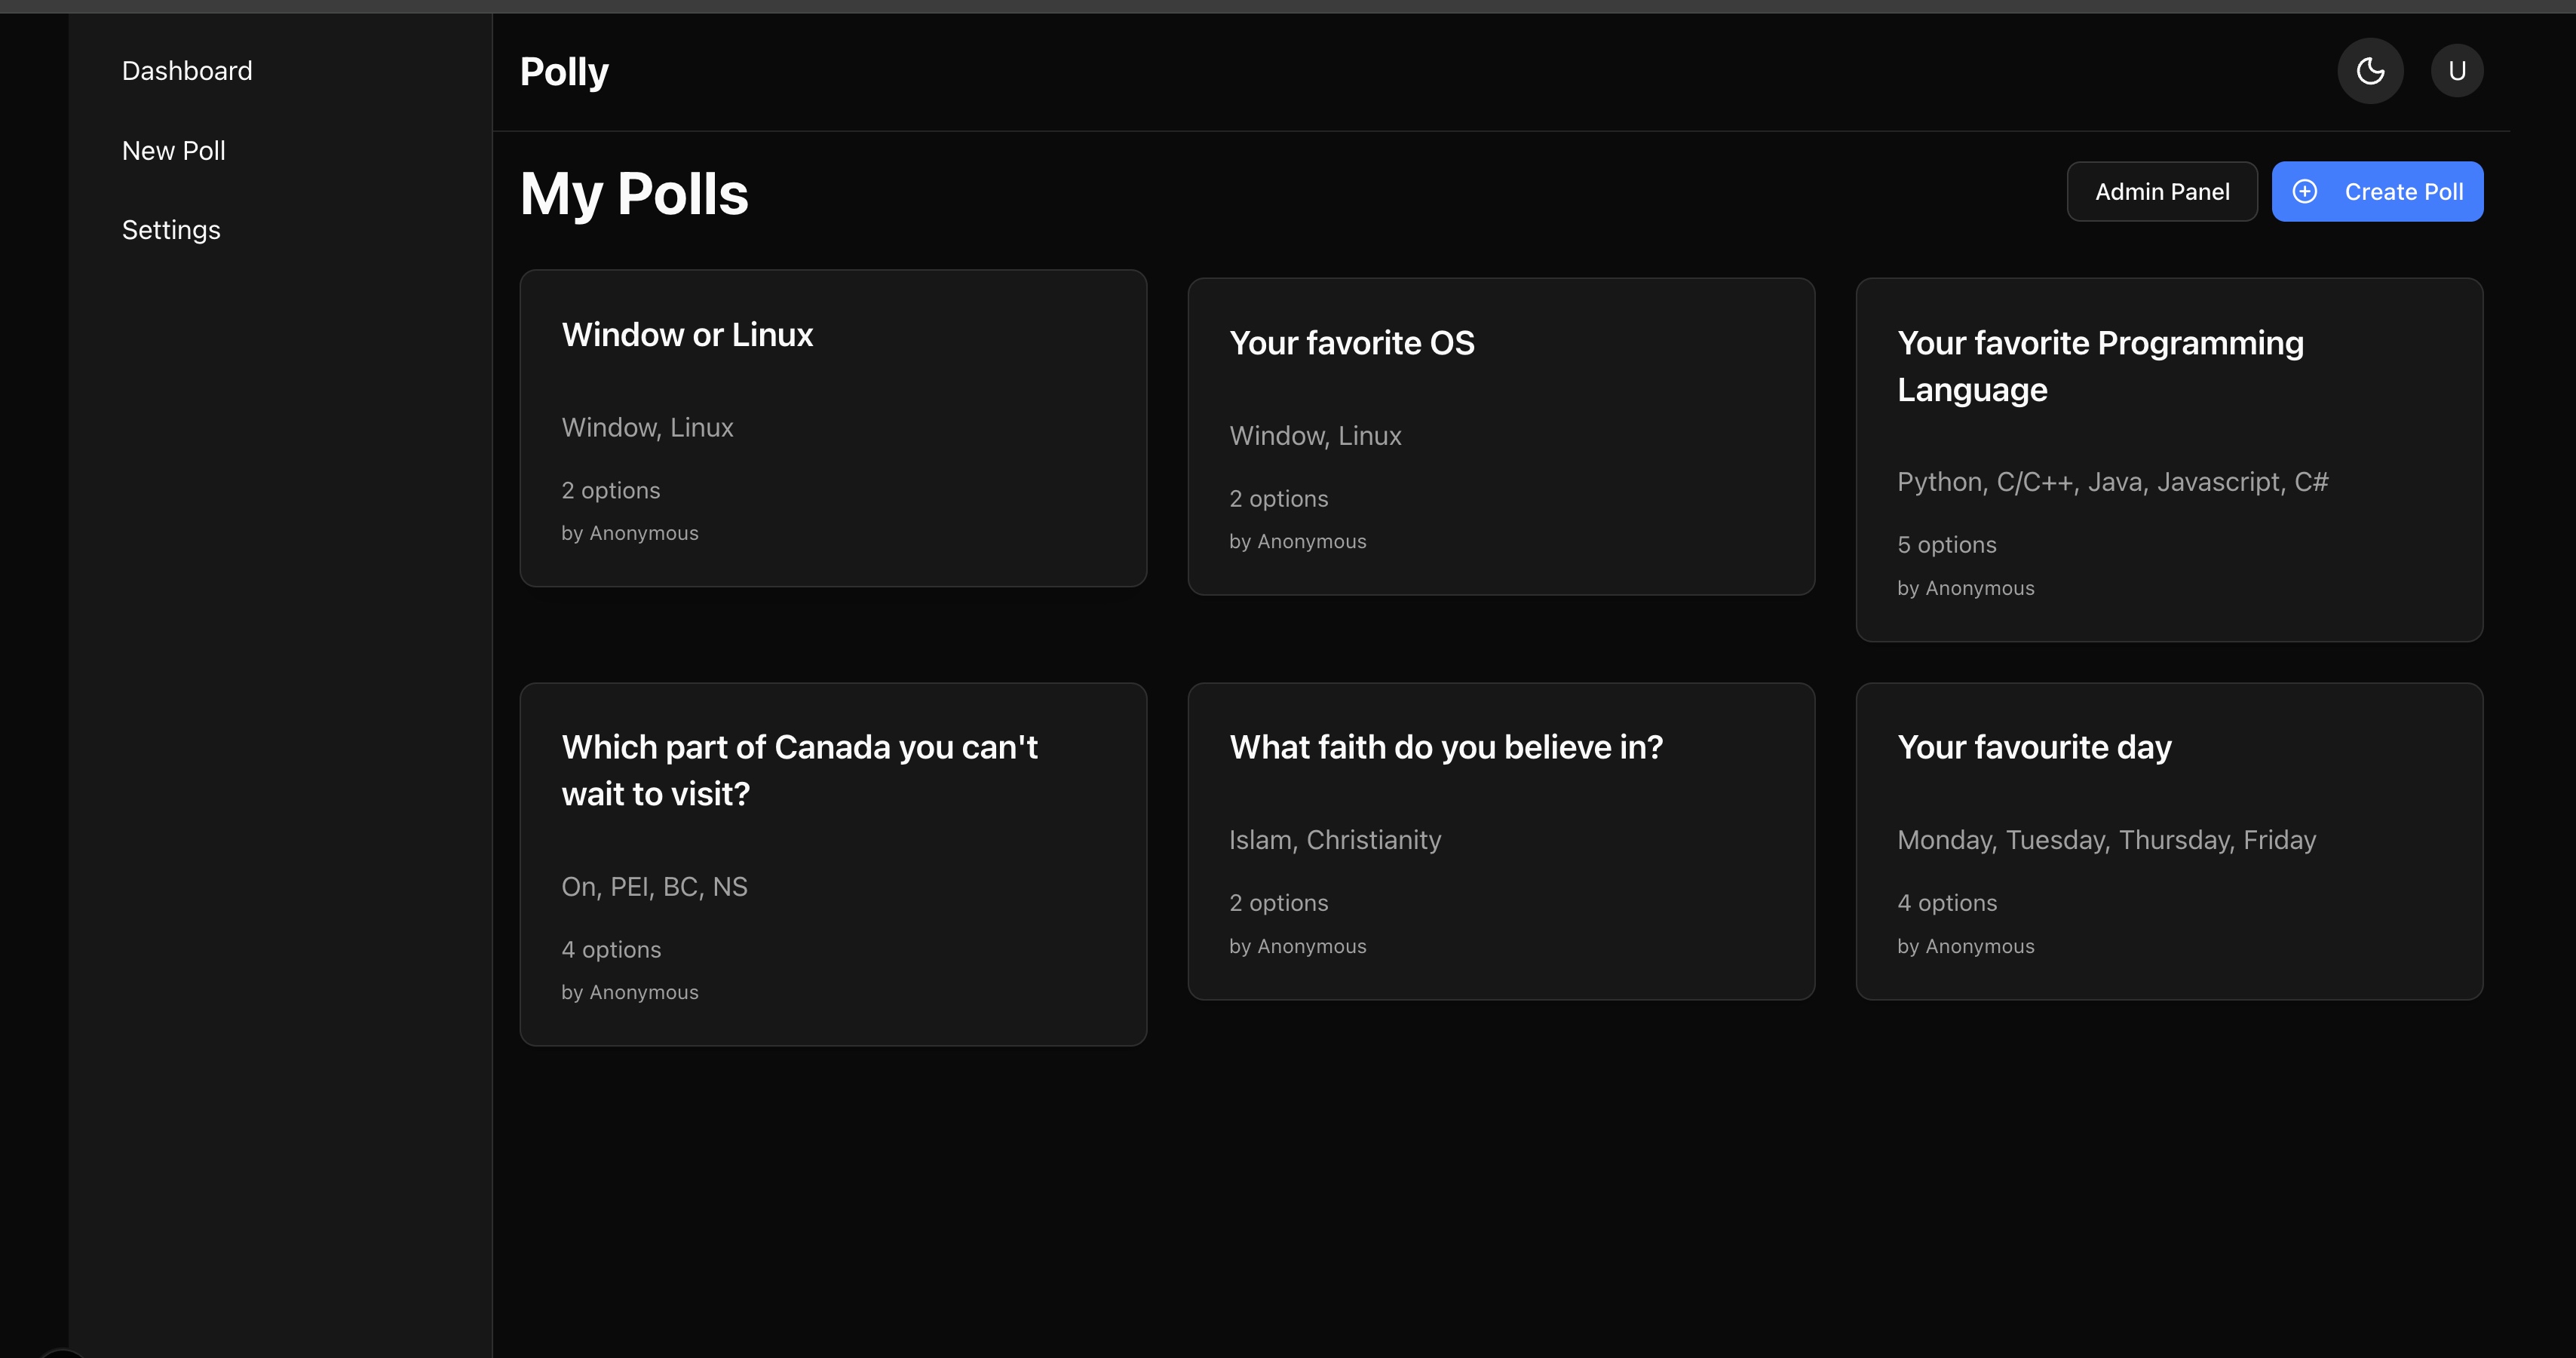 Dashboard
New Poll
Settings
Polly
U
My Polls
Admin Panel
Create Poll
Window or Linux
Window, Linux
2 options
by Anonymous
Your favorite OS
Window, Linux
2 options
by Anonymous
Your favorite Programming
Language
Python, C/C++, Java, Javascript, C#
5 options
by Anonymous
Which part of Canada you can't
wait to visit?
On, PEI, BC, NS
4 options
by Anonymous
What faith do you believe in?
Islam, Christianity
2 options
by Anonymous
Your favourite day
Monday, Tuesday, Thursday, Friday
4 options
by Anonymous